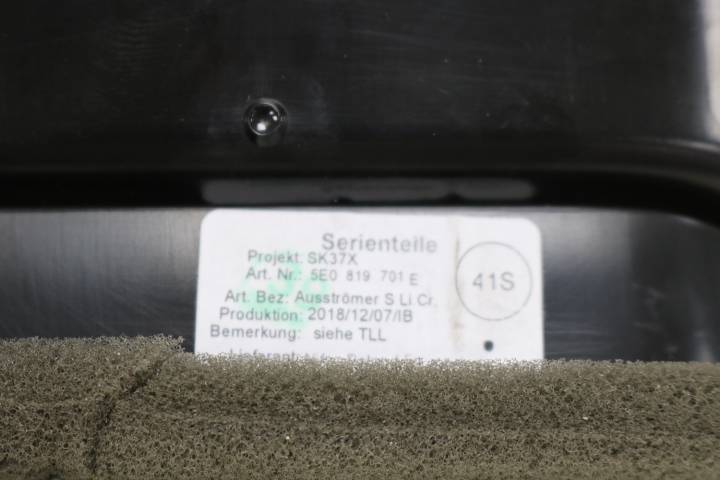 Serienteile
Projekt: SK37X
Art. Nr.: 5E0 819 701 E
Art. Bez: Ausströmer S Li Cr.
Produktion: 2018/12/07/IB
Bemerkung: siehe TLL
41S